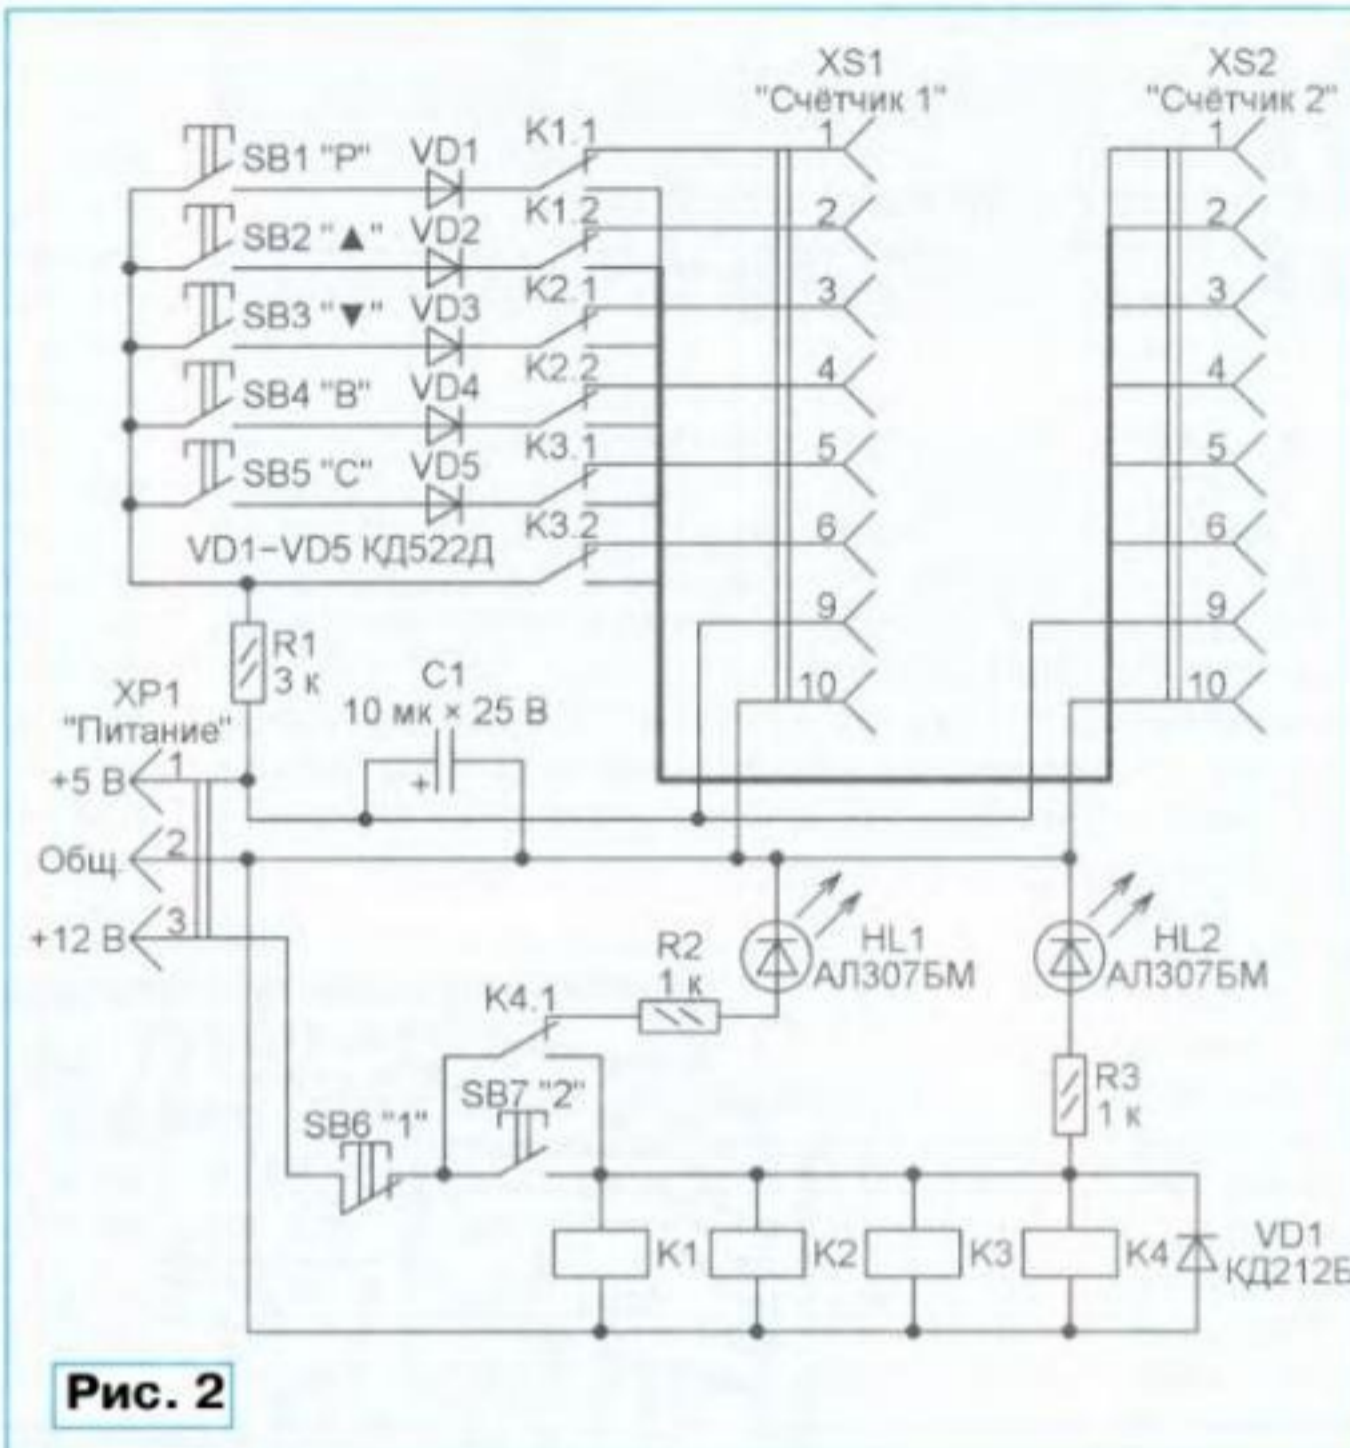 XS1
"Счётчик 1"
XS2
"Счётчик 2"
SB1 "Р"
VD1
K1.1
1
1
SB2 "▲"
VD2
K1.2
2
2
SB3 "▼"
VD3
K2.1
3
3
SB4 "В"
VD4
K2.2
4
4
SB5 "С"
VD5
K3.1
5
5
VD1–VD5 КД522Д
K3.2
6
6
R1
3 к
9
9
C1
10 мк × 25 В
10
10
XP1
"Питание"
+5 В
1
+
Общ.
2
+12 В
3
R2
1 к
HL1
АЛ307БМ
HL2
АЛ307БМ
K4.1
SB7 "2"
SB6 "1"
R3
1 к
K1
K2
K3
K4
VD1
Рис. 2